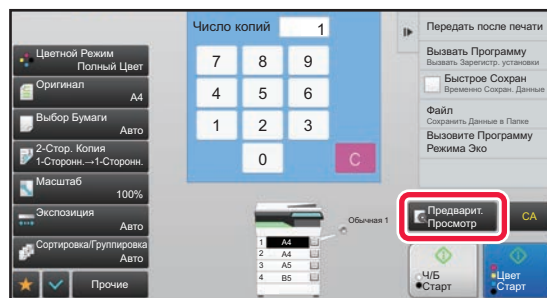 Число копий 1
7 8 9
4 5 6
1 2 3
0 C
Цветной Режим
Полный Цвет
Оригинал
A4
Выбор Бумаги
Авто
2-Стор. Копия
1-Сторонн.→1-Сторонн.
Масштаб
100%
Экспозиция
Авто
Сортировка/Группировка
Авто
Прочие
Обычная 1
1 A4
2 A4
3 A5
4 B5
Передать после печати
Вызвать Программу
Вызвать Зарегистр. установки
Быстрое Сохран
Временно Сохран. Данные
Файл
Сохранить Данные в Папке
Вызовите Программу
Режима Эко
Предварит.
Просмотр
CA
Ч/Б
Старт
Цвет
Старт